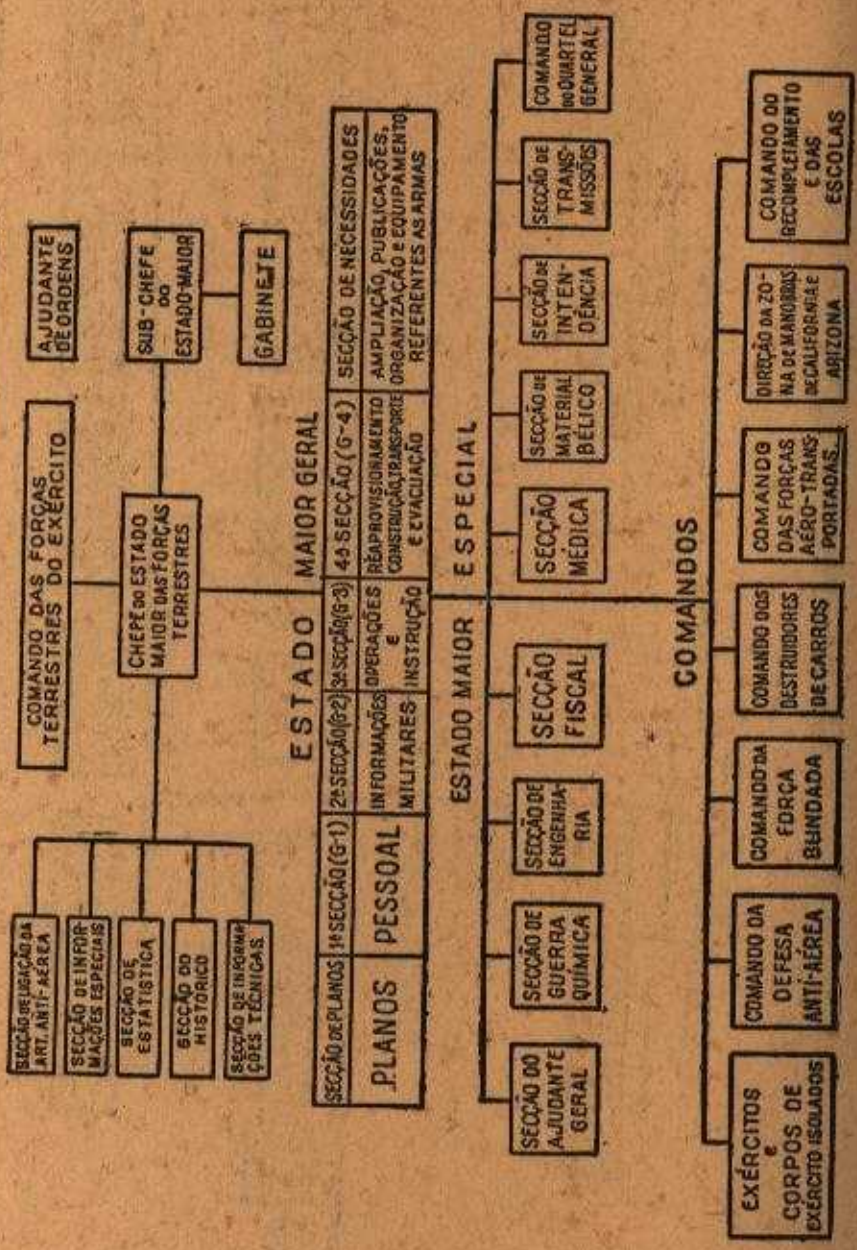 COMANDO DAS FORÇAS
TERRESTRES DO EXÉRCITO
AJUDANTE
DE ORDENS
CHEPE DO ESTADO
MAIOR DAS FORÇAS
TERRESTRES
SUB-CHEFE
DO
ESTADO-MAIOR
GABINETE
SECÇÃO DE LIGAÇÃO DA
ART. ANTI-AÉREA
SECÇÃO DE INFOR-
MAÇÕES ESPECIAIS
SECÇÃO DE
ESTATISTICA
SECÇÃO DO
HISTÓRICO
SECÇÃO DE INFORMA
ÇÕES TÉCNICAS.
ESTADO MAIOR GERAL
SECÇÃO DE PLANOS
PLANOS
1ª SECÇÃO (G-1)
PESSOAL
2ª SECÇÃO (G-2)
INFORMAÇÕES
MILITARES
3ª SECÇÃO (G-3)
OPERAÇÕES
E
INSTRUÇÃO
4ª SECÇÃO (G-4)
REAPROVISIONAMENTO
CONSTRUÇÃO, TRANSPORTE
E EVACUAÇÃO
SECÇÃO DE NECESSIDADES
AMPLIAÇÃO, PUBLICAÇÕES,
ORGANIZAÇÃO E EQUIPAMENTO
REFERENTES AS ARMAS
ESTADO MAIOR ESPECIAL
SECÇÃO DO
AJUDANTE
GERAL
SECÇÃO DE
GUERRA
QUÍMICA
SECÇÃO DE
ENGENHA-
RIA
SECÇÃO
FISCAL
SECÇÃO
MÉDICA
SECÇÃO DE
MATERIAL
BÉLICO
SECÇÃO DE
INTEN-
DÊNCIA
SECÇÃO DE
TRANS-
MISSÕES
COMANDO
DO QUARTEL
GENERAL
COMANDOS
EXÉRCITOS
E
CORPOS DE
EXÉRCITO ISOLADOS
COMANDO DA
DEFESA
ANTI-AÉREA
COMANDO DA
FORÇA
BLINDADA
COMANDO DOS
DESTRUIDORES
DE CARROS
COMANDO
DAS FORÇAS
AÉRO-TRANS-
PORTADAS.
DIREÇÃO DA ZO-
NA DE MANOBRAS
DE CALIFORNIA E
ARIZONA
COMANDO DO
RECOMPLETAMENTO
E DAS
ESCOLAS